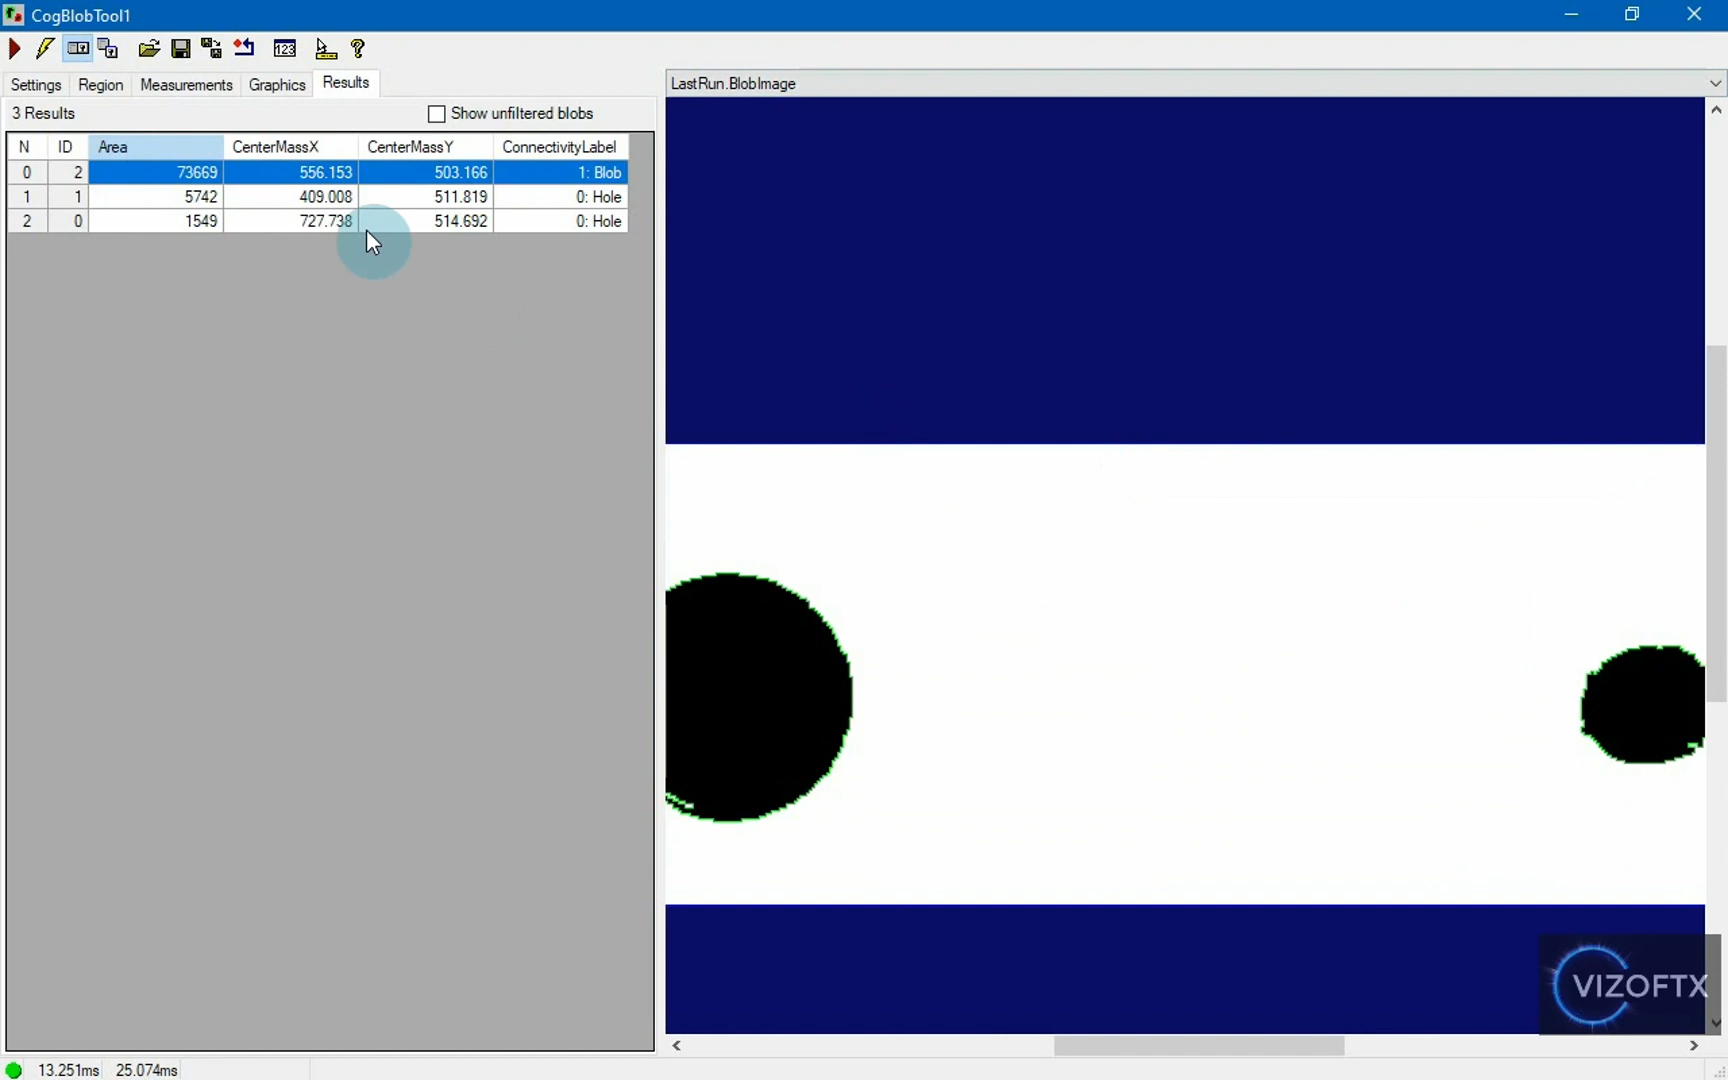 CogBlobTool1
123
Settings Region Measurements Graphics Results
3 Results Show unfiltered blobs
N ID Area CenterMassX CenterMassY ConnectivityLabel
0 2 73669 556.153 503.166 1: Blob
1 1 5742 409.008 511.819 0: Hole
2 0 1549 727.738 514.692 0: Hole
LastRun.BlobImage
VIZOFTX
13.251ms 25.074ms